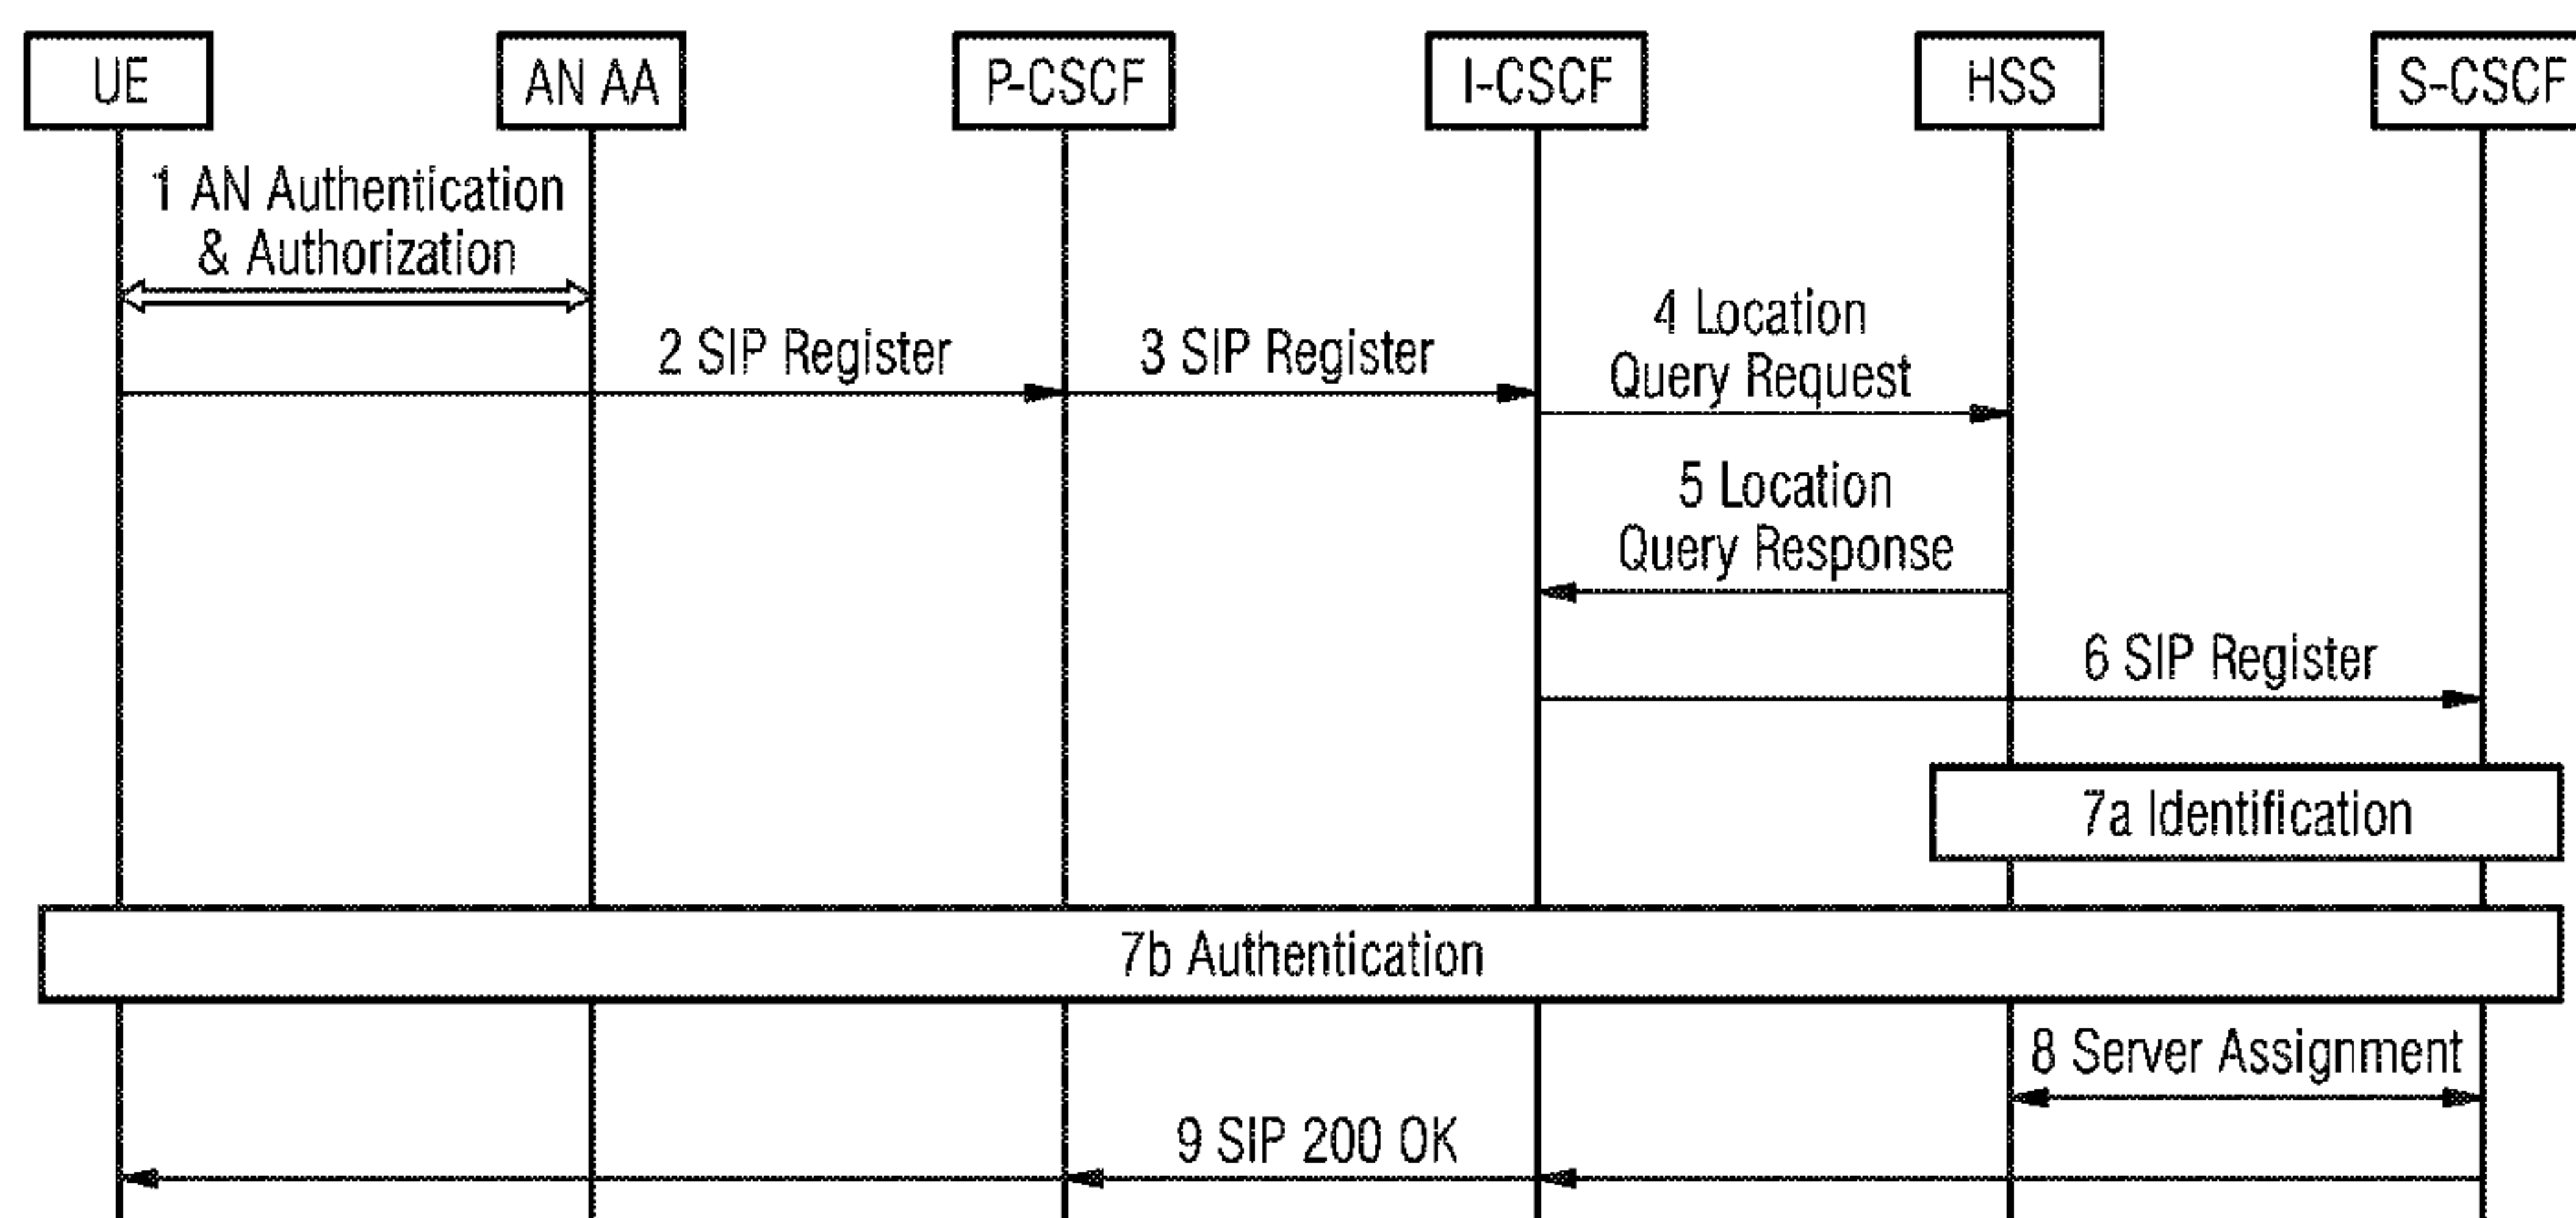 UE
AN AA
P-CSCF
I-CSCF
HSS
S-CSCF
1 AN Authentication
& Authorization
2 SIP Register
3 SIP Register
4 Location
Query Request
5 Location
Query Response
6 SIP Register
7a Identification
7b Authentication
8 Server Assignment
9 SIP 200 OK